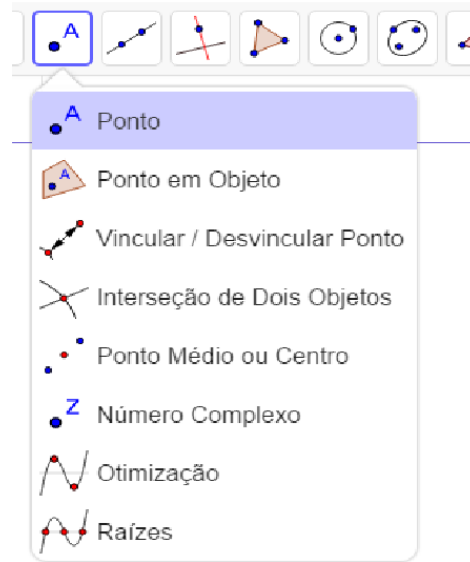 A
A Ponto
A Ponto em Objeto
Vincular / Desvincular Ponto
Interseção de Dois Objetos
Ponto Médio ou Centro
Z Número Complexo
Otimização
Raízes